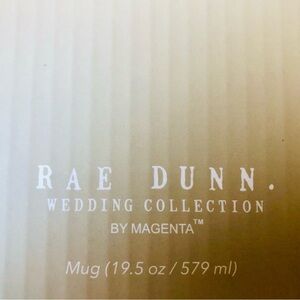 RAE DUNN.
WEDDING COLLECTION
BY MAGENTA™
Mug (19.5 oz / 579 ml)